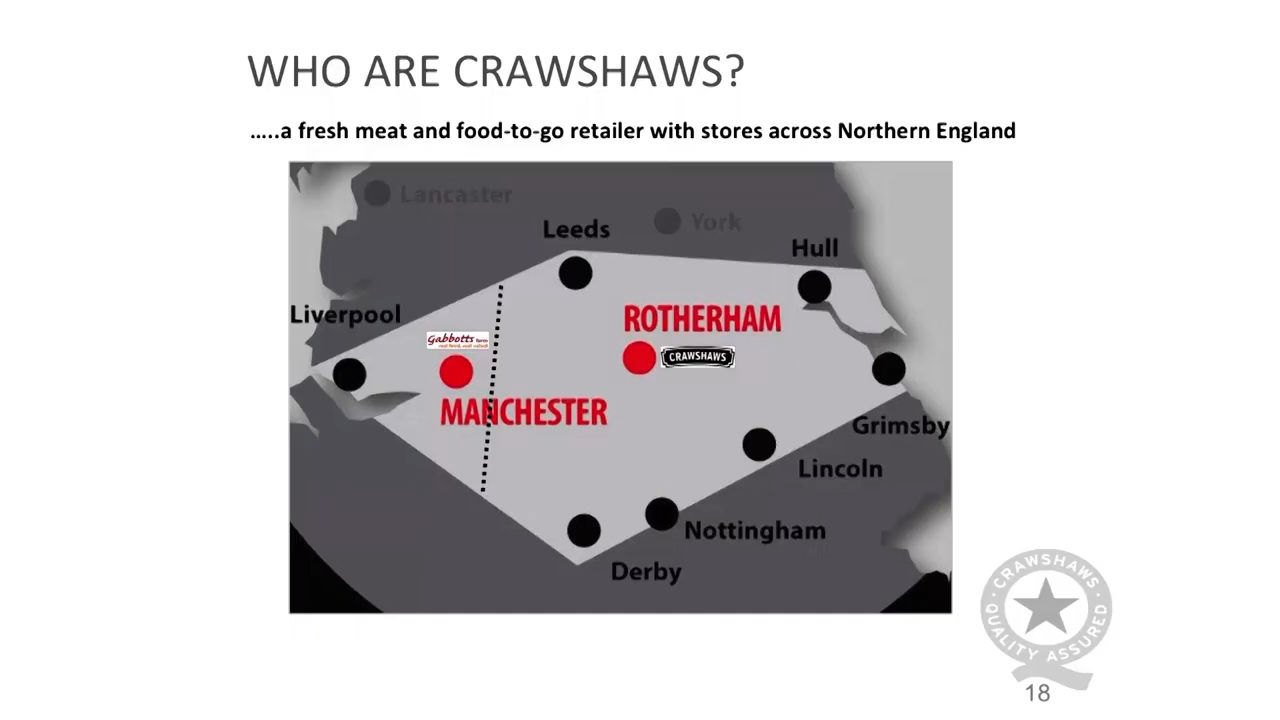 WHO ARE CRAWSHAWS?
…..a fresh meat and food-to-go retailer with stores across Northern England
Lancaster
York
Leeds
Hull
Liverpool
ROTHERHAM
Gabbotts farm
CRAWSHAWS
MANCHESTER
Grimsby
Lincoln
Nottingham
Derby
· CRAWSHAWS ·
QUALITY ASSURED
18